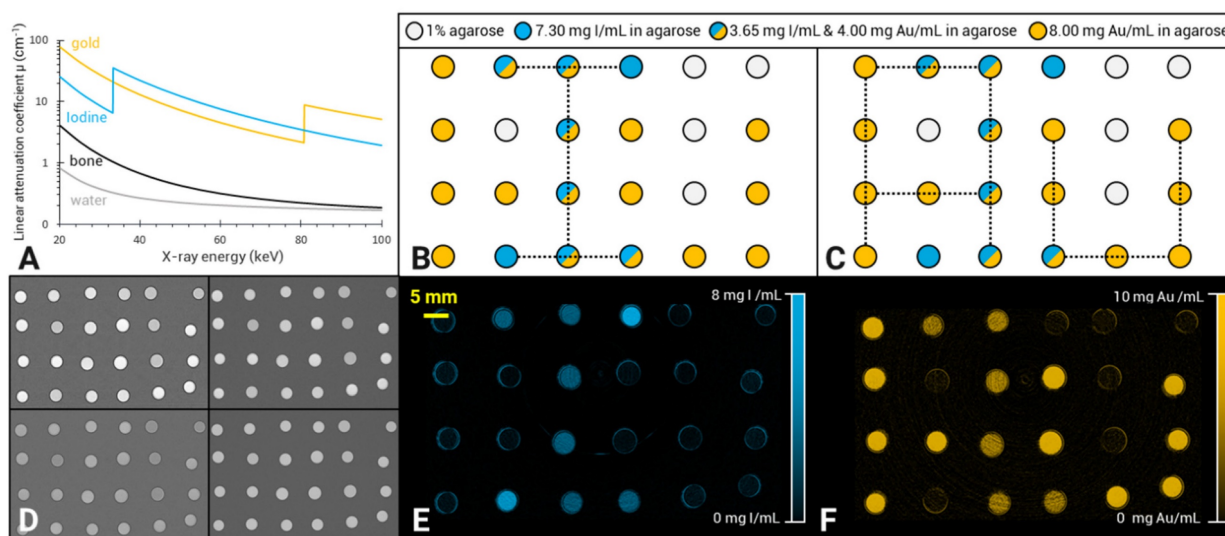 Linear attenuation coefficient µ (cm⁻¹)
100
10
1
0
gold
Iodine
bone
water
20
40
60
80
100
X-ray energy (keV)
A
1% agarose
7.30 mg I/mL in agarose
3.65 mg I/mL & 4.00 mg Au/mL in agarose
8.00 mg Au/mL in agarose
B
C
D
5 mm
8 mg I /mL
0 mg I/mL
E
10 mg Au /mL
0 mg Au/mL
F